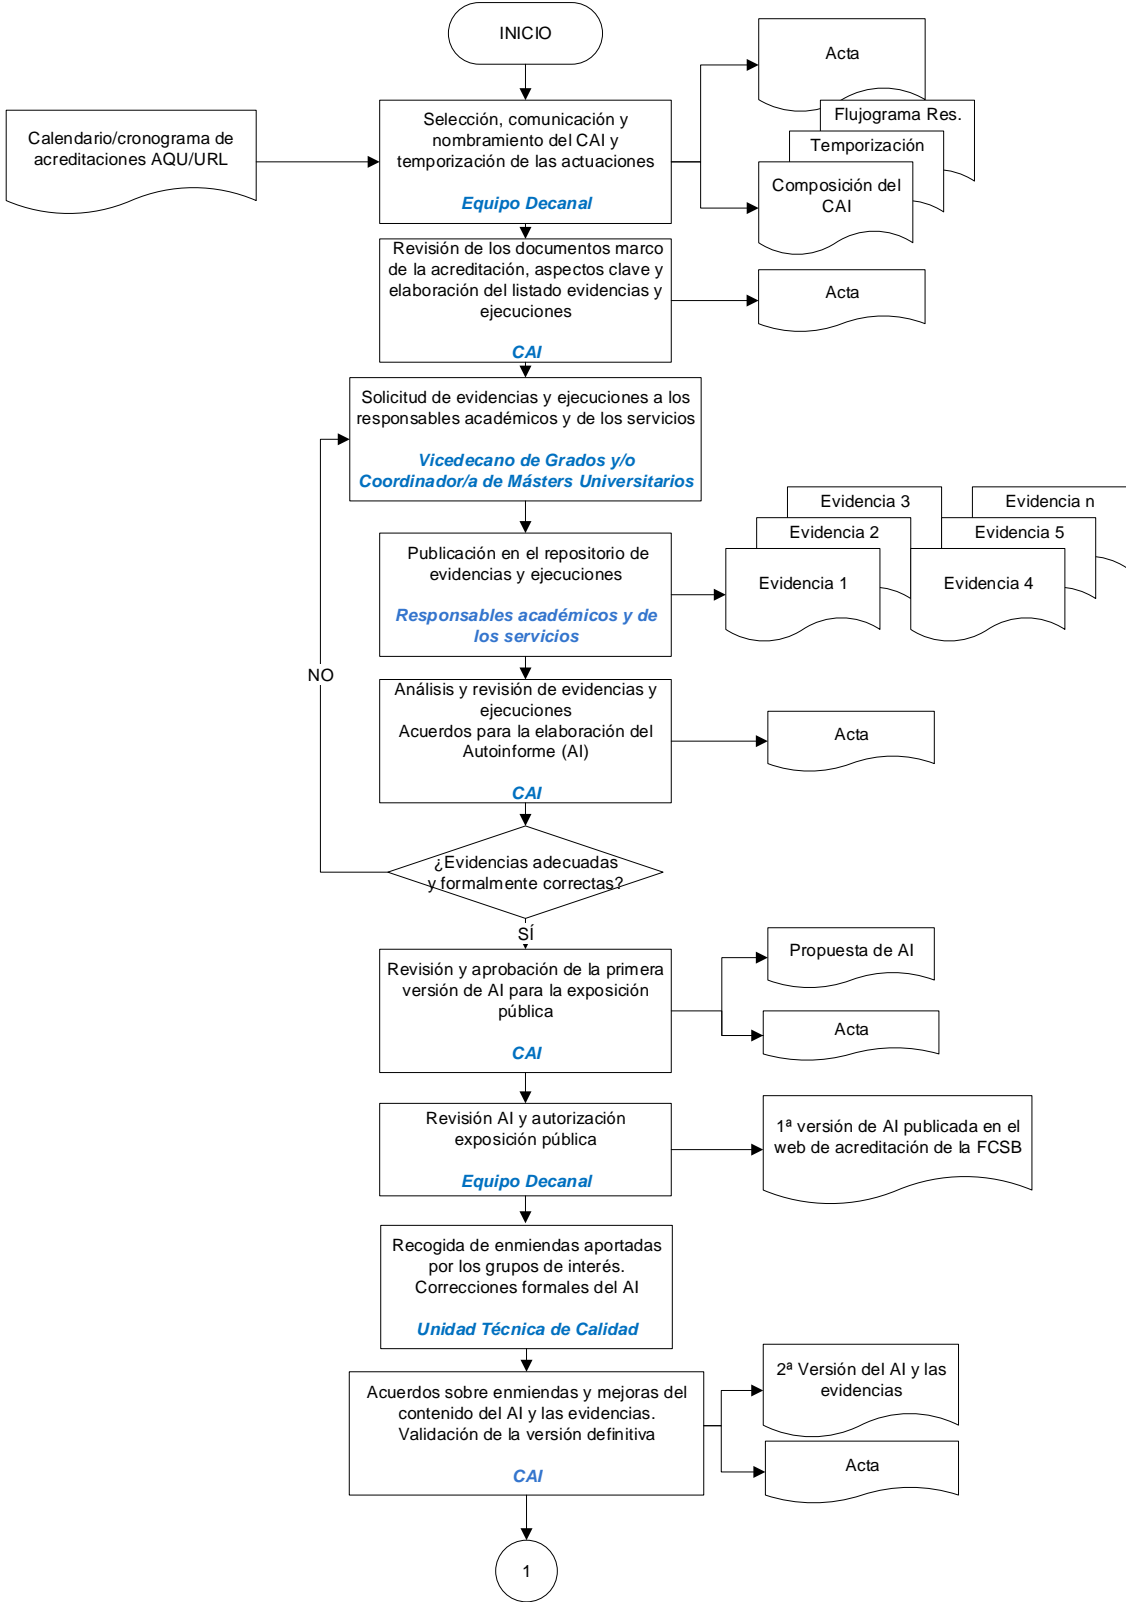 INICIO
Acta
Flujograma Res.
Temporización
Composición del
CAI
Calendario/cronograma de
acreditaciones AQU/URL
Selección, comunicación y
nombramiento del CAI y
temporización de las actuaciones
Equipo Decanal
Revisión de los documentos marco
de la acreditación, aspectos clave y
elaboración del listado evidencias y
ejecuciones
CAI
Acta
Solicitud de evidencias y ejecuciones a los
responsables académicos y de los servicios
Vicedecano de Grados y/o
Coordinador/a de Másters Universitarios
Publicación en el repositorio de
evidencias y ejecuciones
Responsables académicos y de
los servicios
Evidencia 3
Evidencia 2
Evidencia 1
Evidencia n
Evidencia 5
Evidencia 4
NO
Análisis y revisión de evidencias y
ejecuciones
Acuerdos para la elaboración del
Autoinforme (AI)
CAI
Acta
¿Evidencias adecuadas
y formalmente correctas?
SÍ
Revisión y aprobación de la primera
versión de AI para la exposición
pública
CAI
Propuesta de AI
Acta
Revisión AI y autorización
exposición pública
Equipo Decanal
1ª versión de AI publicada en el
web de acreditación de la FCSB
Recogida de enmiendas aportadas
por los grupos de interés.
Correcciones formales del AI
Unidad Técnica de Calidad
Acuerdos sobre enmiendas y mejoras del
contenido del AI y las evidencias.
Validación de la versión definitiva
CAI
2ª Versión del AI y las
evidencias
Acta
1